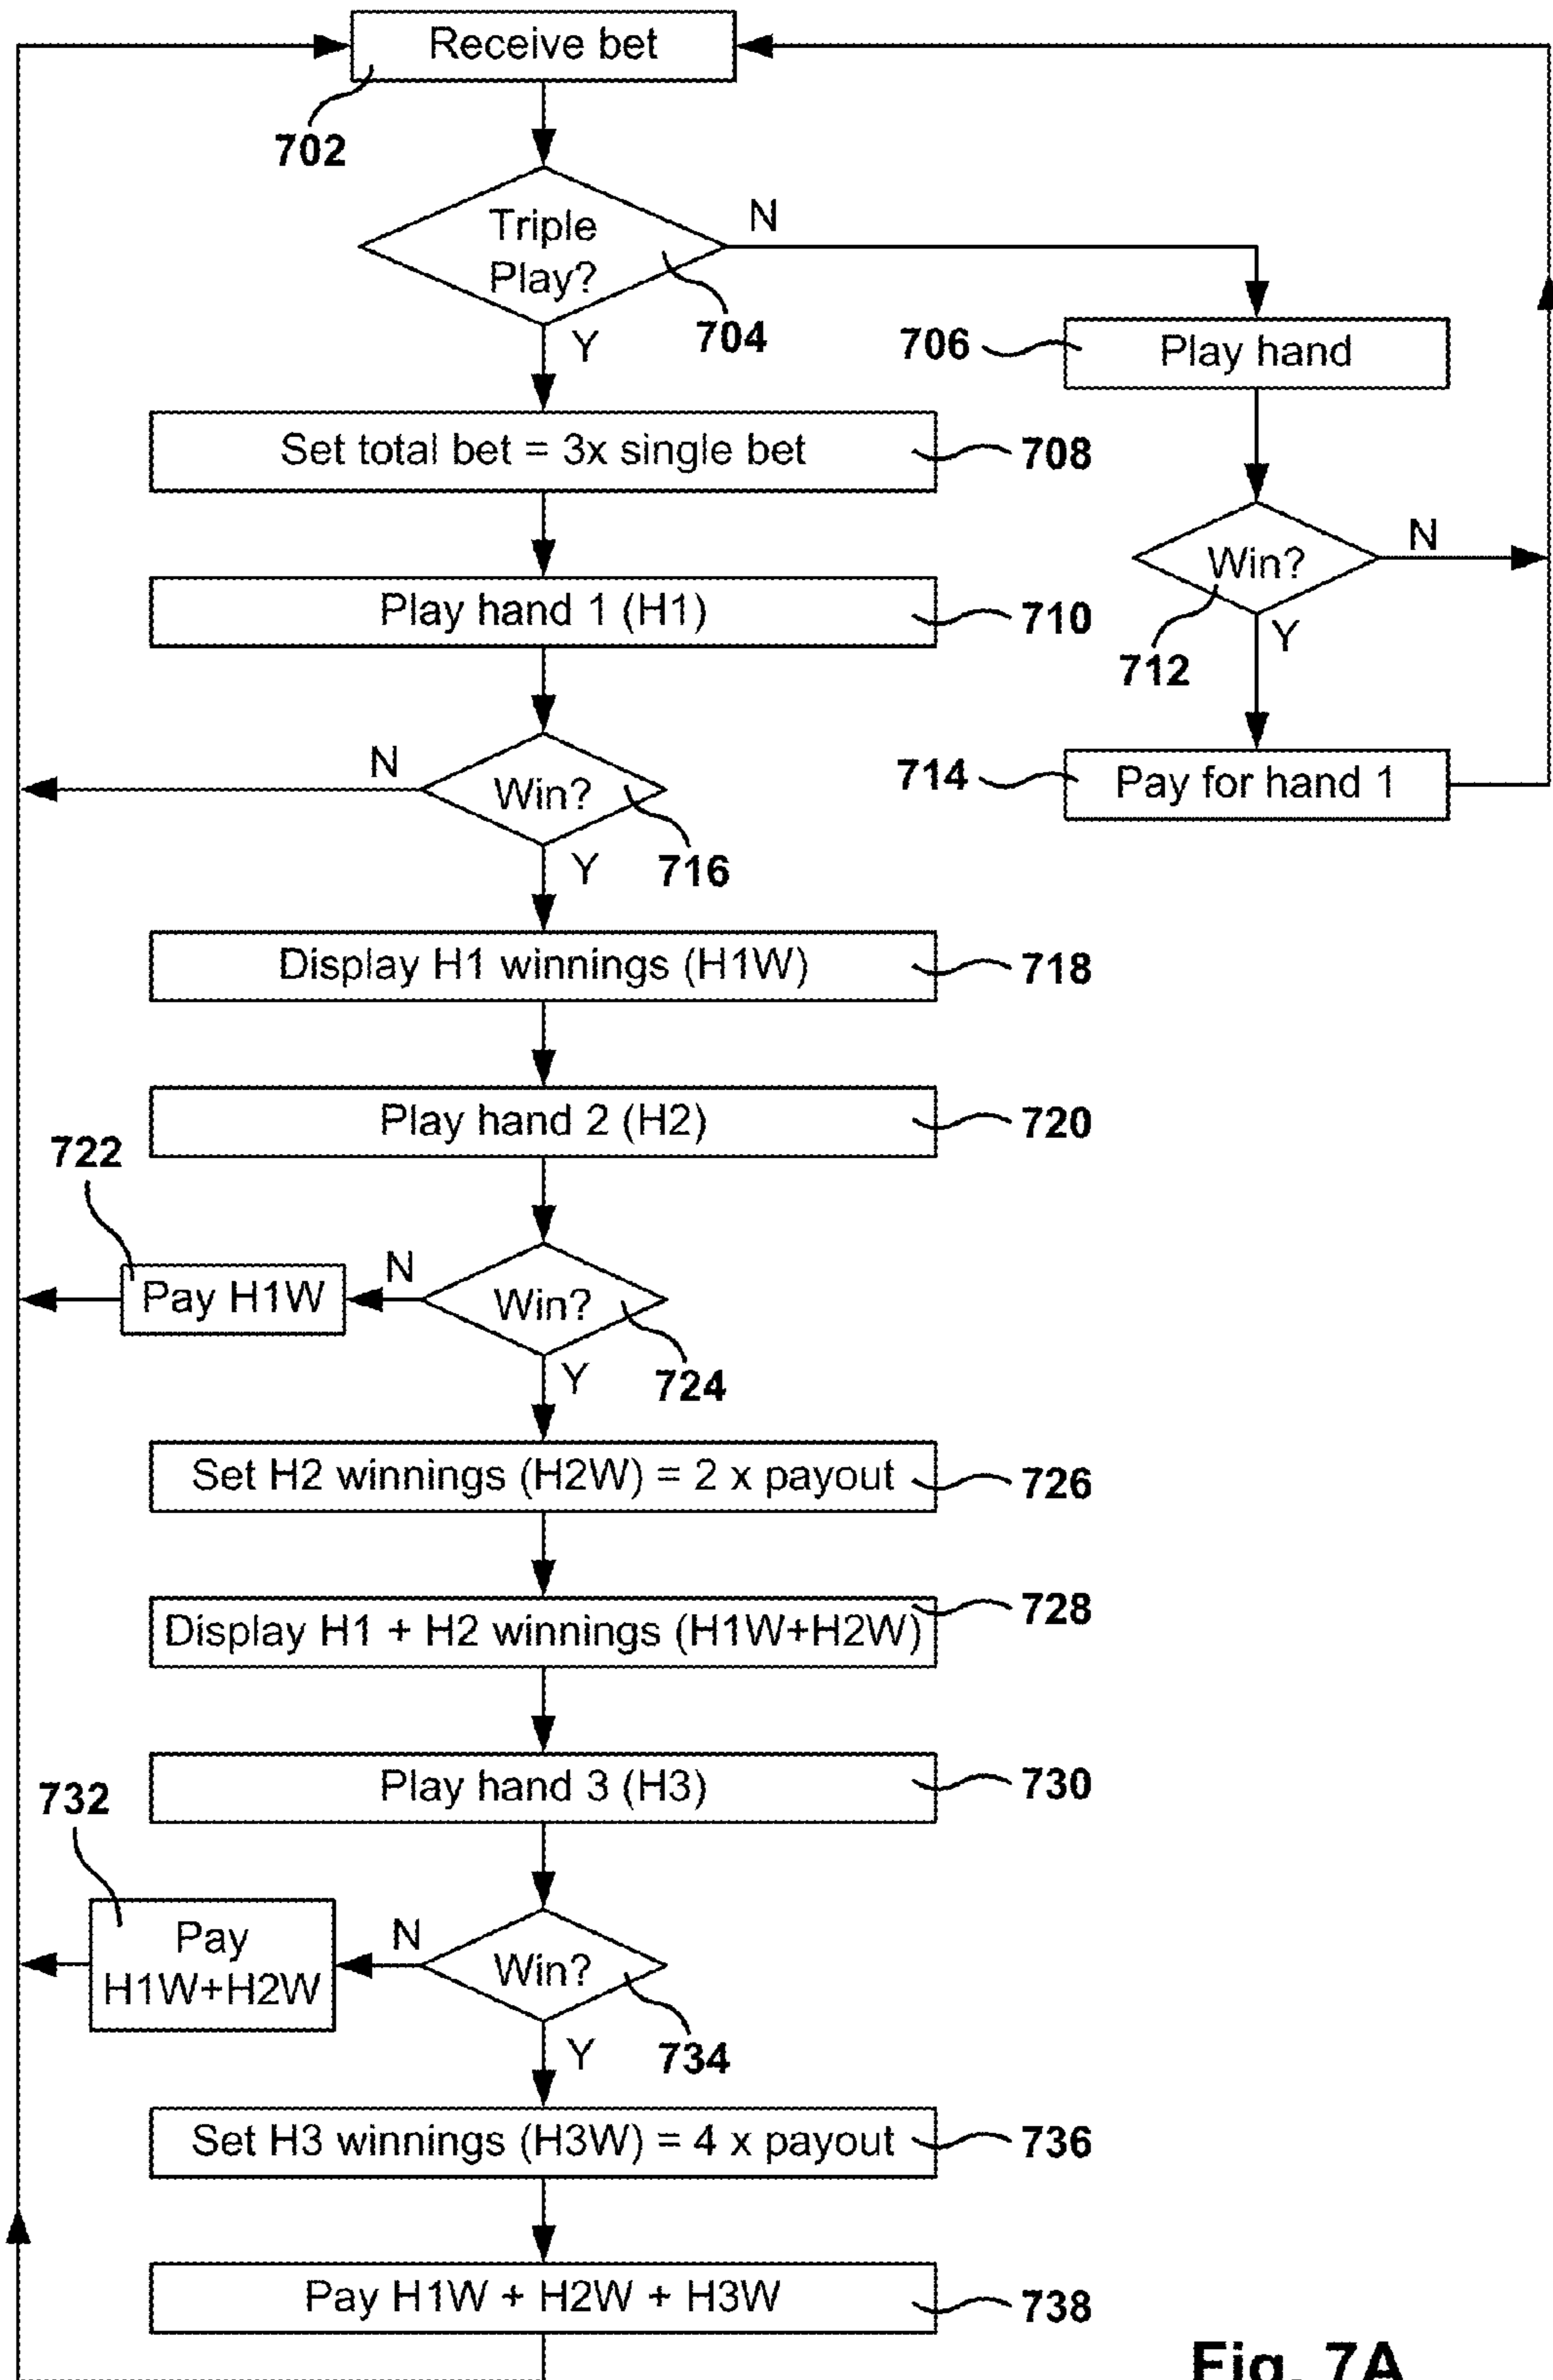 Receive bet
702
Triple
Play?
N
704
Y
706
Play hand
Set total bet = 3x single bet
708
Win?
N
712
Y
Play hand 1 (H1)
710
714
Pay for hand 1
N
Win?
716
Y
Display H1 winnings (H1W)
718
Play hand 2 (H2)
720
722
Pay H1W
N
Win?
724
Y
Set H2 winnings (H2W) = 2 x payout
726
Display H1 + H2 winnings (H1W+H2W)
728
Play hand 3 (H3)
730
732
Pay
H1W+H2W
N
Win?
734
Y
Set H3 winnings (H3W) = 4 x payout
736
Pay H1W + H2W + H3W
738
Fig. 7A